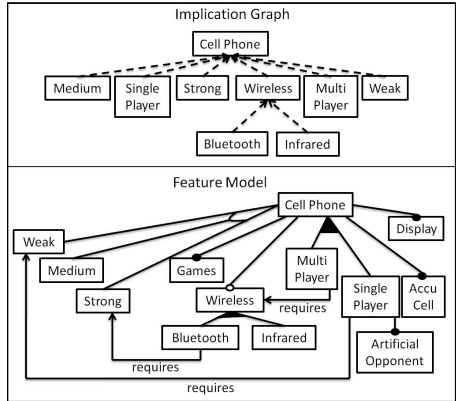 Implication Graph
Cell Phone
Medium
Single
Player
Strong
Wireless
Multi
Player
Weak
Bluetooth
Infrared
Feature Model
Cell Phone
Display
Weak
Medium
Games
Multi
Player
Single
Player
Accu
Cell
Strong
Wireless
requires
Bluetooth
Infrared
Artificial
Opponent
requires
requires